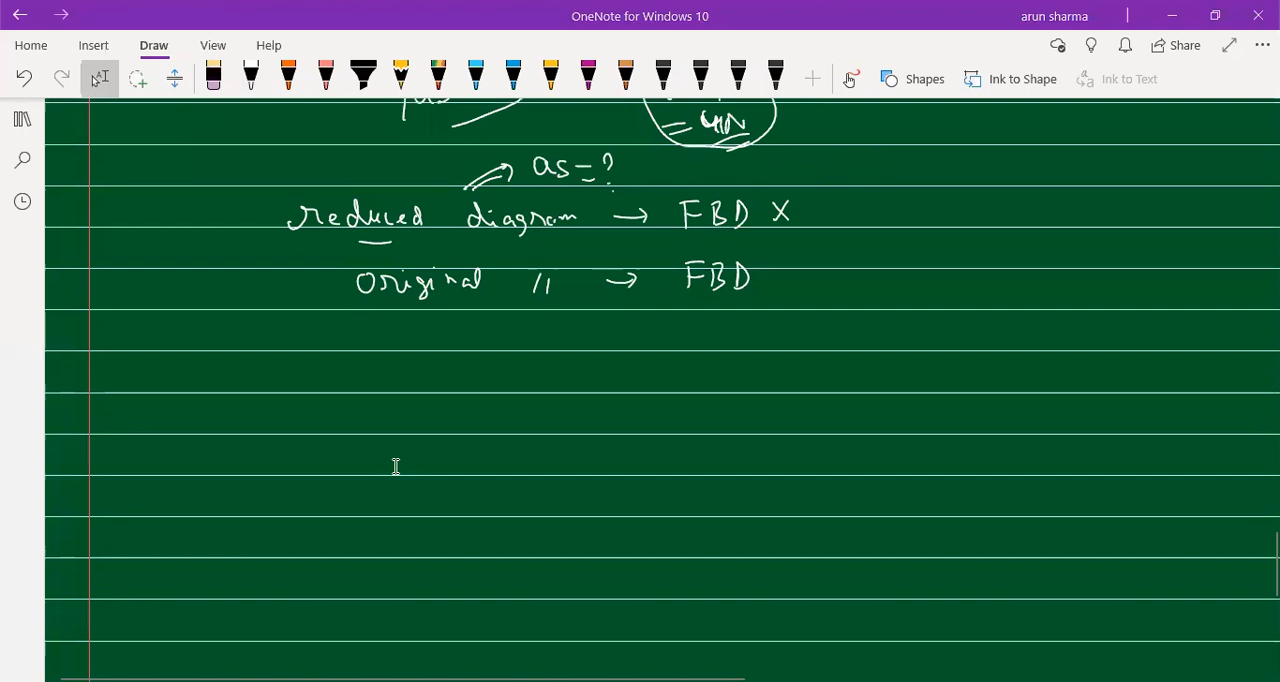 OneNote for Windows 10
arun sharma
Home Insert Draw View Help
Share
Shapes Ink to Shape Ink to Text
= 4N
as = ?
reduced diagram → FBD X
Original " → FBD